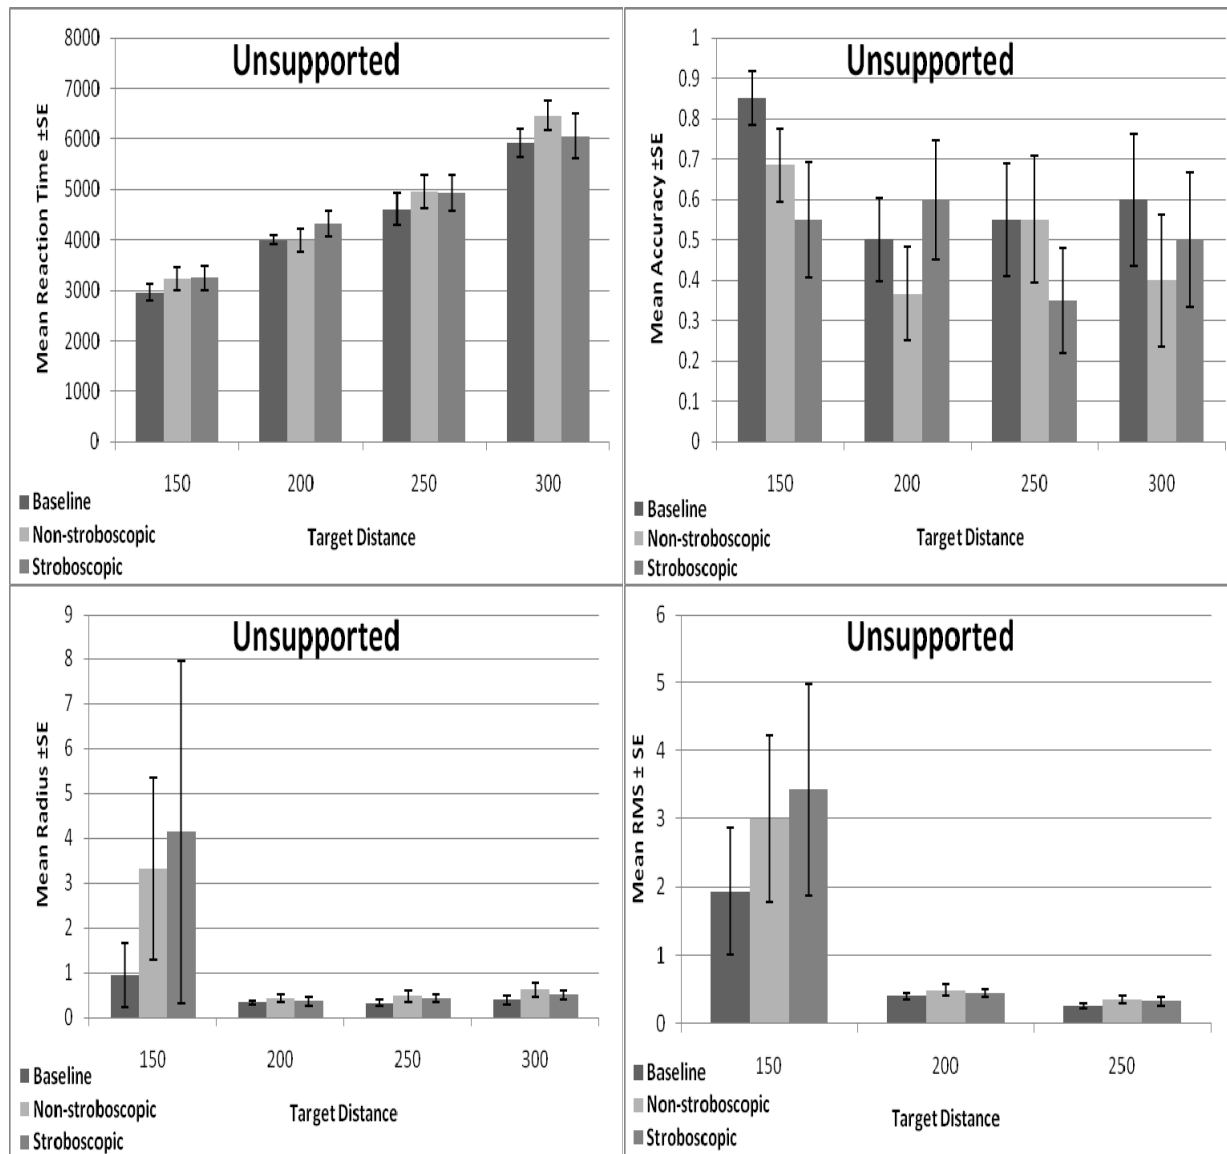 Unsupported
Mean Reaction Time ±SE
8000
7000
6000
5000
4000
3000
2000
1000
0
150 200 250 300
Target Distance
Baseline
Non-stroboscopic
Stroboscopic
Unsupported
Mean Accuracy ±SE
1
0.9
0.8
0.7
0.6
0.5
0.4
0.3
0.2
0.1
0
150 200 250 300
Target Distance
Baseline
Non-stroboscopic
Stroboscopic
Unsupported
Mean Radius ±SE
9
8
7
6
5
4
3
2
1
0
150 200 250 300
Target Distance
Baseline
Non-stroboscopic
Stroboscopic
Unsupported
Mean RMS ± SE
6
5
4
3
2
1
0
150 200 250
Target Distance
Baseline
Non-stroboscopic
Stroboscopic